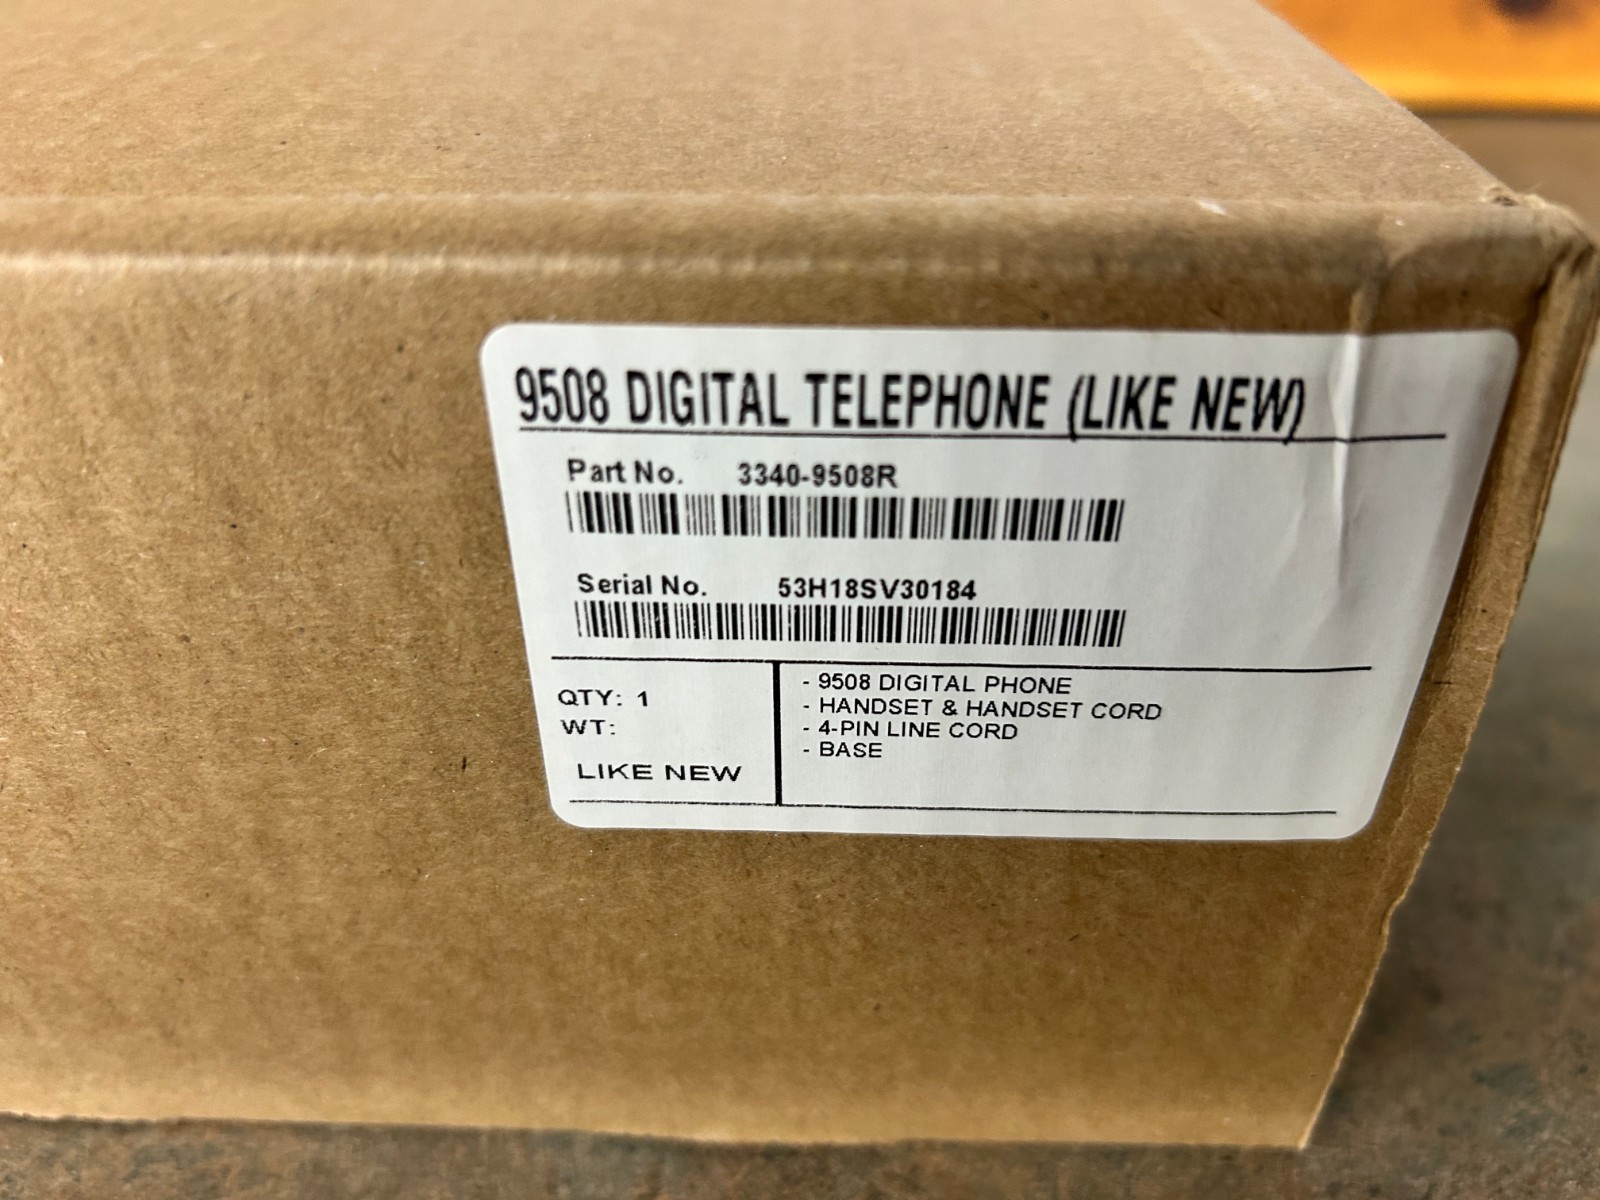 9508 DIGITAL TELEPHONE (LIKE NEW)
Part No. 3340-9508R
Serial No. 53H18SV30184
QTY: 1
WT:
LIKE NEW
- 9508 DIGITAL PHONE
- HANDSET & HANDSET CORD
- 4-PIN LINE CORD
- BASE